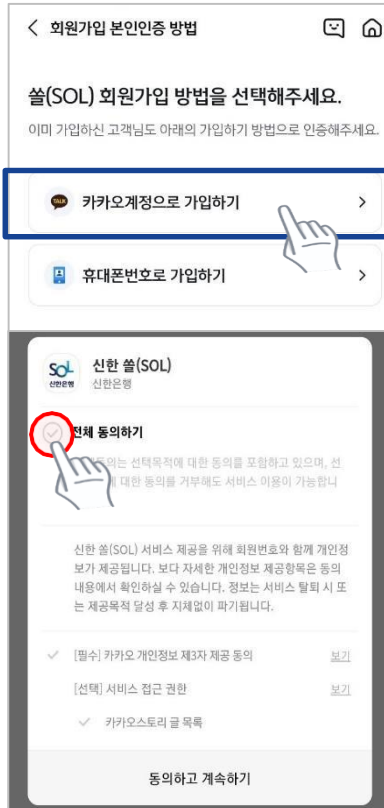 회원가입 본인인증 방법
쏠(SOL) 회원가입 방법을 선택해주세요.
이미 가입하신 고객님도 아래의 가입하기 방법으로 인증해주세요.
TALK
카카오계정으로 가입하기
휴대폰번호로 가입하기
SOL
신한은행
신한 쏠(SOL)
신한은행
전체 동의하기
동의는 선택목적에 대한 동의를 포함하고 있으며, 선
대한 동의를 거부해도 서비스 이용이 가능합니
신한 쏠(SOL) 서비스 제공을 위해 회원번호와 함께 개인정
보가 제공됩니다. 보다 자세한 개인정보 제공항목은 동의
내용에서 확인하실 수 있습니다. 정보는 서비스 탈퇴 시 또
는 제공목적 달성 후 지체없이 파기됩니다.
[필수] 카카오 개인정보 제3자 제공 동의 보기
[선택] 서비스 접근 권한 보기
카카오스토리 글 목록
동의하고 계속하기